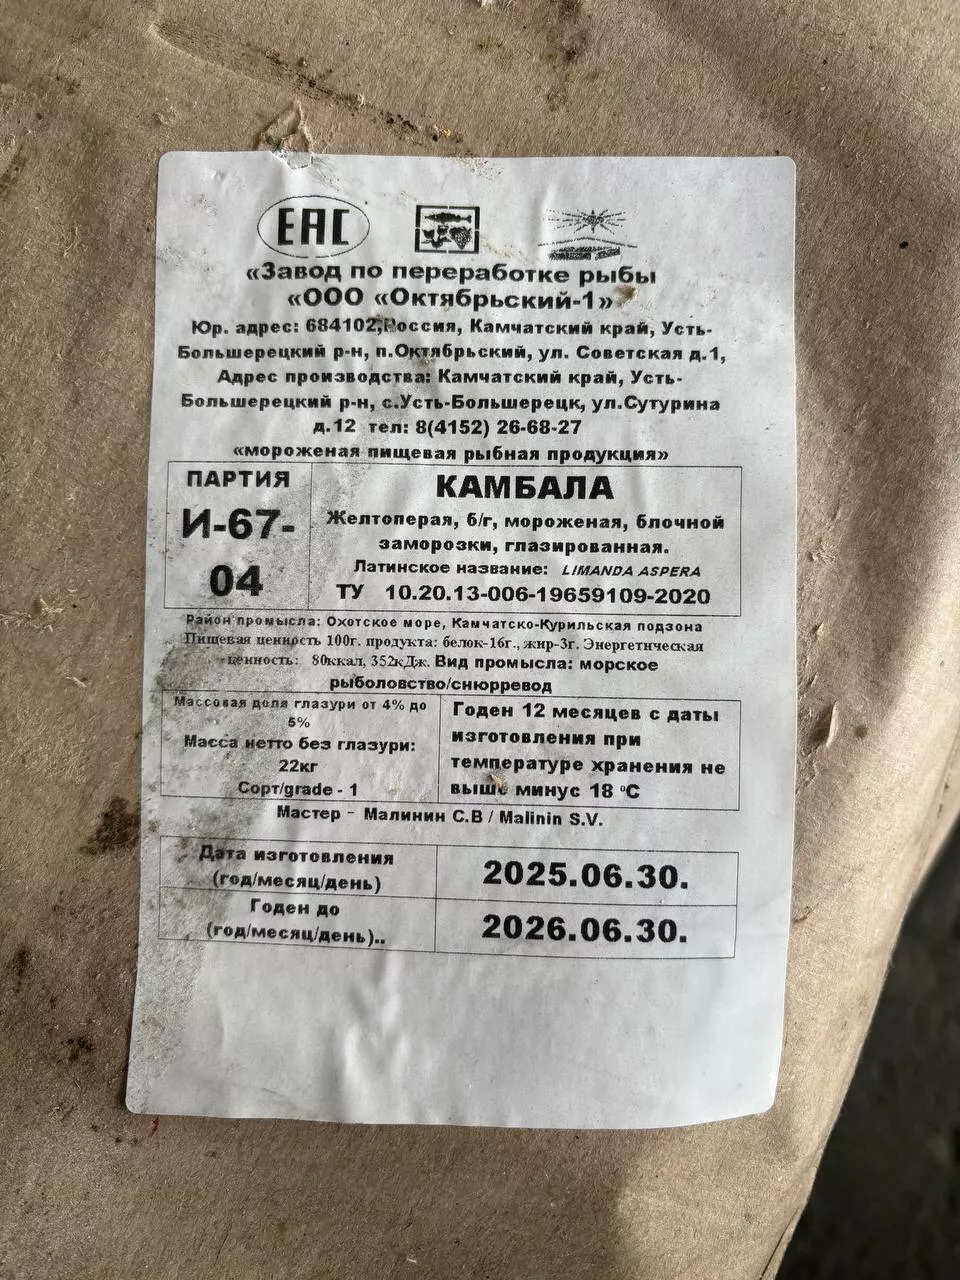 ЕАС
«Завод по переработке рыбы
«ООО «Октябрьский-1»
Юр. адрес: 684102,Россия, Камчатский край, Усть-
Большерецкий р-н, п.Октябрьский, ул. Советская д.1,
Адрес производства: Камчатский край, Усть-
Большерецкий р-н, с.Усть-Большерецк, ул.Сутурина
д.12 тел: 8(4152) 26-68-27
«мороженая пищевая рыбная продукция»
ПАРТИЯ
И-67-
04
КАМБАЛА
Желтоперая, б/г, мороженая, блочной
заморозки, глазированная.
Латинское название: LIMANDA ASPERA
ТУ 10.20.13-006-19659109-2020
Район промысла: Охотское море, Камчатско-Курильская подзона
Пищевая ценность 100г. продукта: белок-16г., жир-3г. Энергетическая
ценность: 80ккал, 352кДж. Вид промысла: морское
рыболовство/снюрревод
Массовая доля глазури от 4% до
5%
Масса нетто без глазури:
22кг
Сорт/grade - 1
Годен 12 месяцев с даты
изготовления при
температуре хранения не
выше минус 18 °С
Мастер - Малинин С.В / Malinin S.V.
Дата изготовления
(год/месяц/день)
2025.06.30.
Годен до
(год/месяц/день)..
2026.06.30.